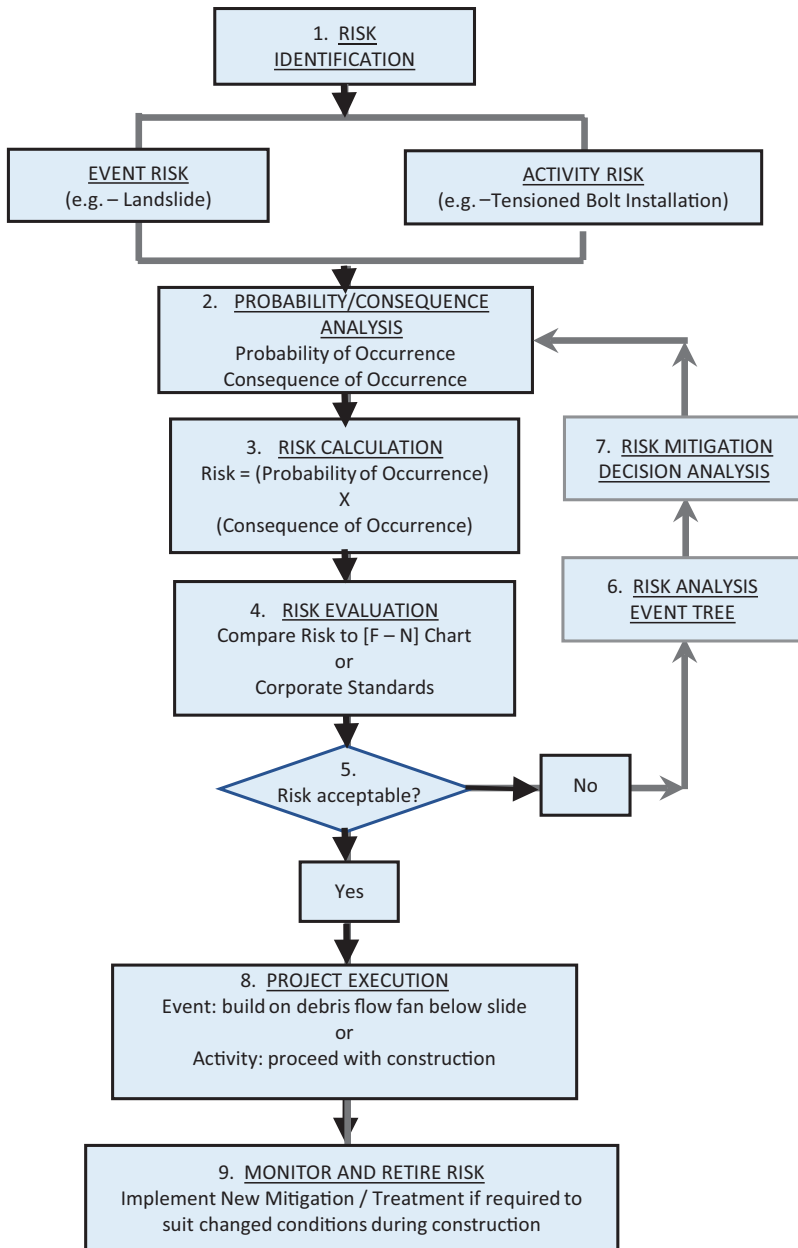 1. RISK
IDENTIFICATION
EVENT RISK
(e.g. – Landslide)
ACTIVITY RISK
(e.g. –Tensioned Bolt Installation)
2. PROBABILITY/CONSEQUENCE
ANALYSIS
Probability of Occurrence
Consequence of Occurrence
3. RISK CALCULATION
Risk = (Probability of Occurrence)
X
(Consequence of Occurrence)
7. RISK MITIGATION
DECISION ANALYSIS
4. RISK EVALUATION
Compare Risk to [F – N] Chart
or
Corporate Standards
6. RISK ANALYSIS
EVENT TREE
5.
Risk acceptable?
No
Yes
8. PROJECT EXECUTION
Event: build on debris flow fan below slide
or
Activity: proceed with construction
9. MONITOR AND RETIRE RISK
Implement New Mitigation / Treatment if required to
suit changed conditions during construction